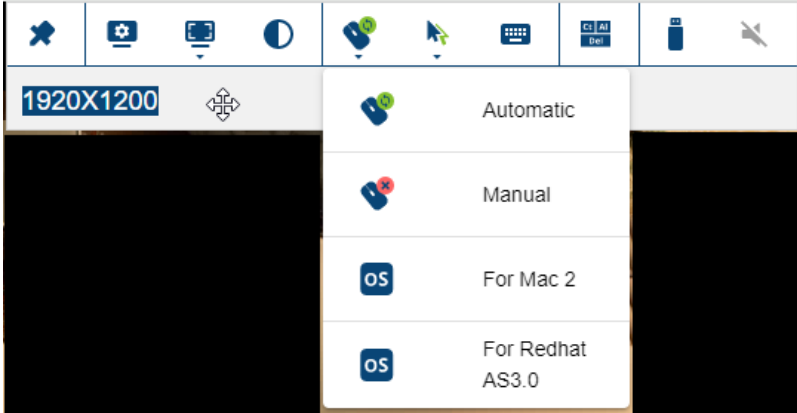 Ct Al
Del
1920X1200
Automatic
Manual
OS For Mac 2
OS For Redhat
AS3.0